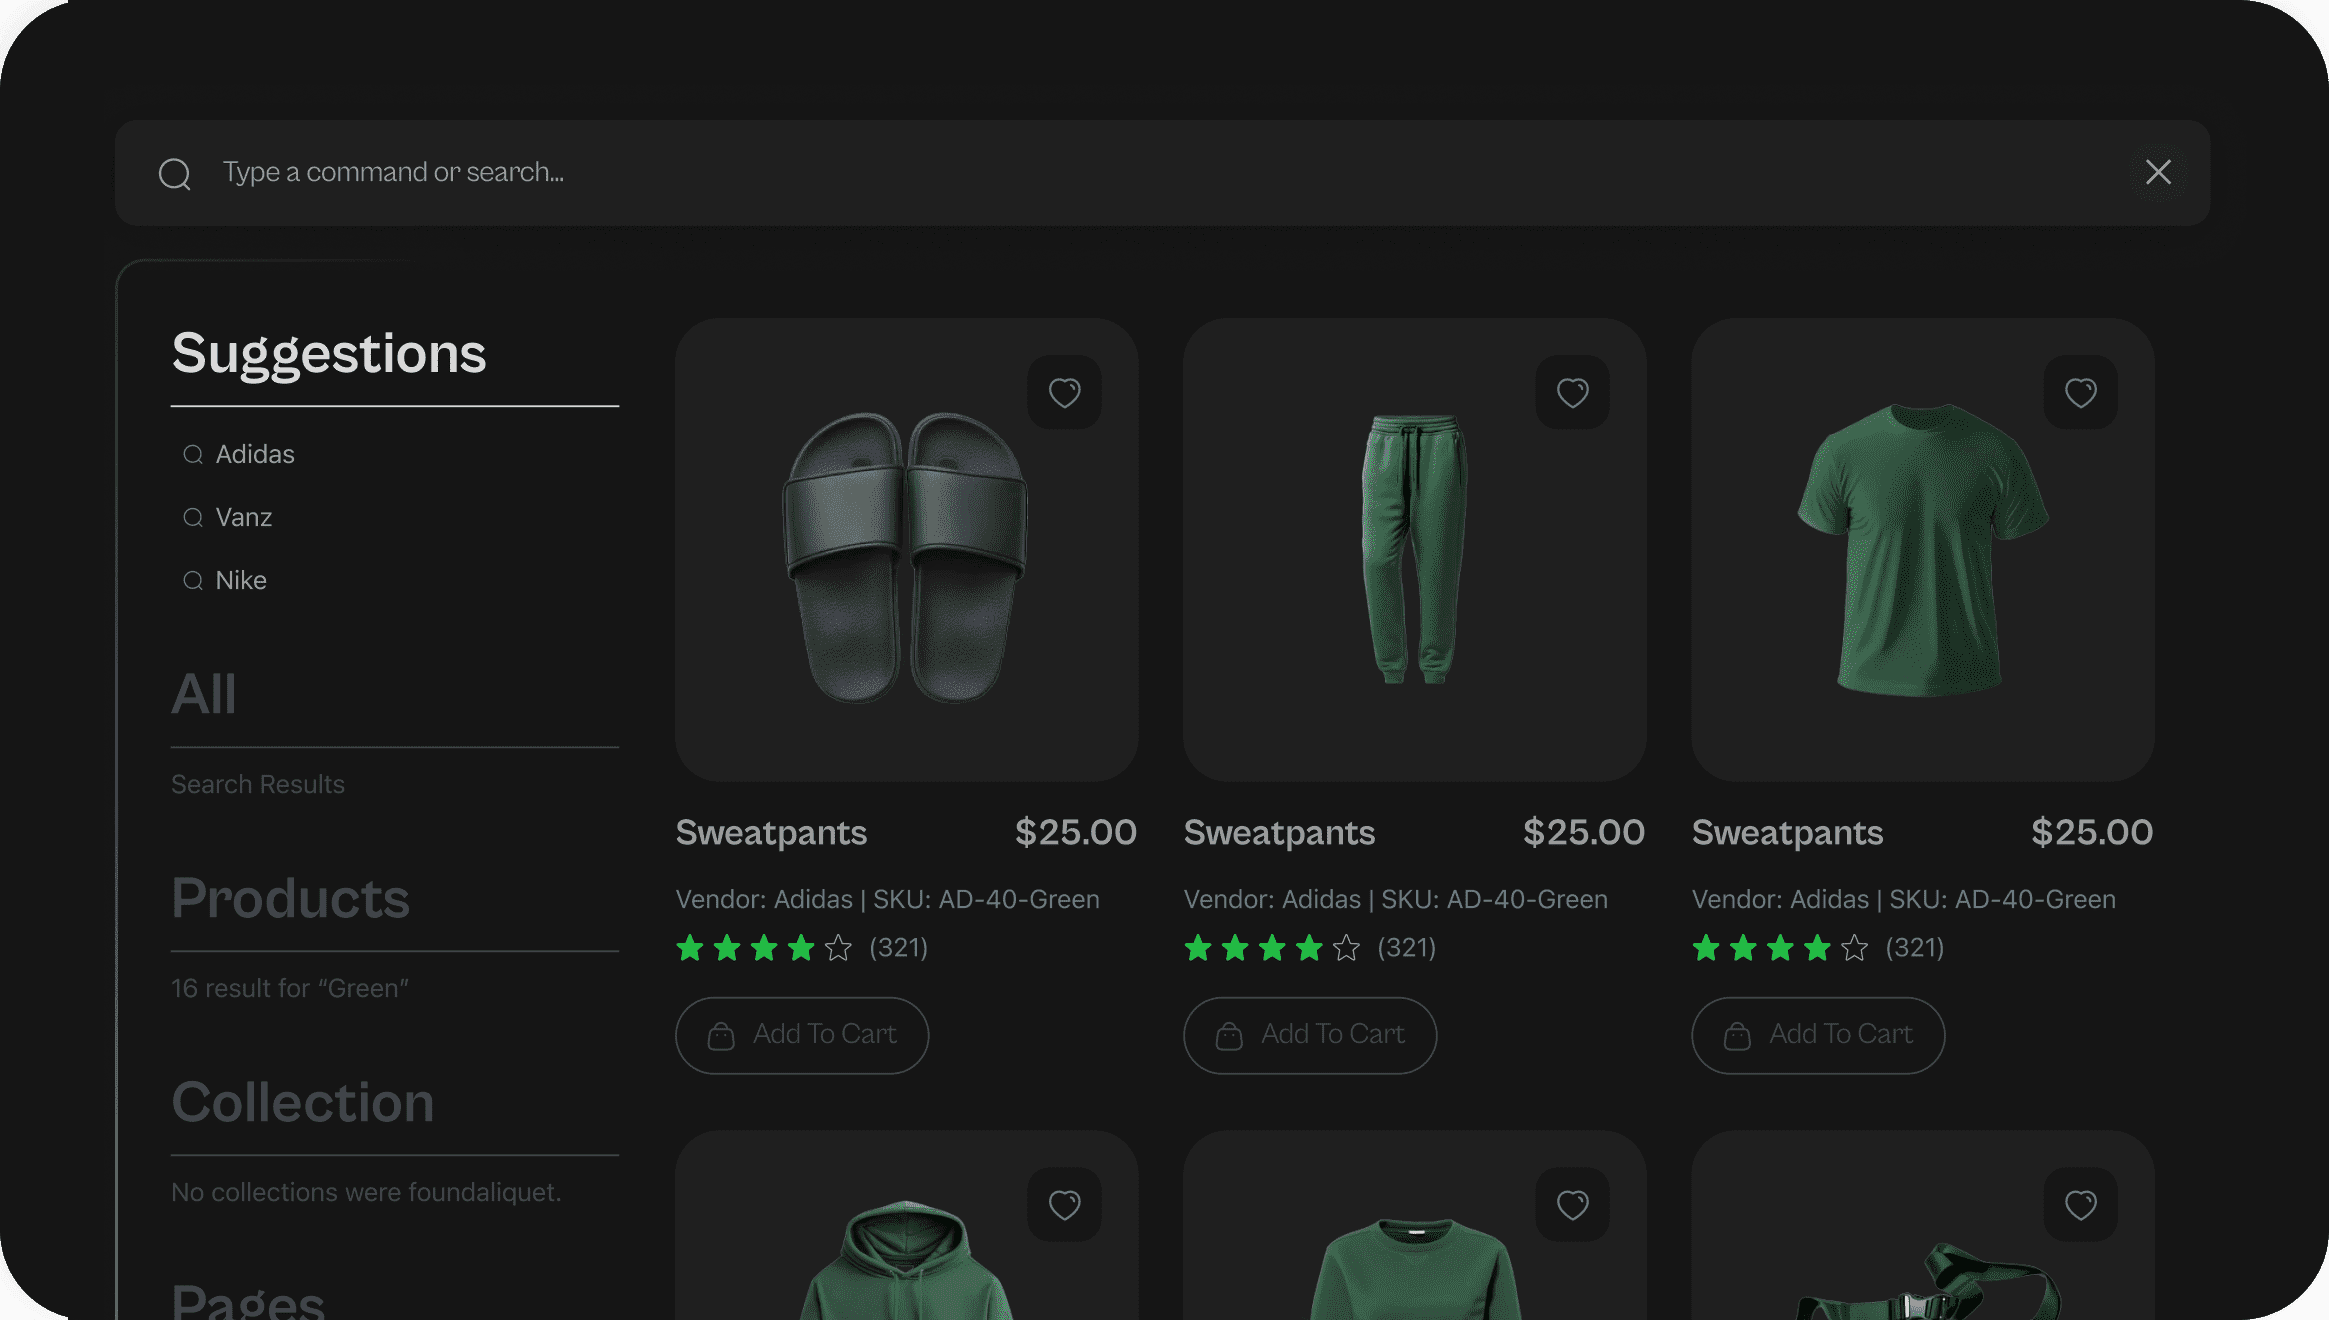 Type a command or search...
Suggestions
Adidas
Vanz
Nike
All
Search Results
Products
16 result for “Green”
Collection
No collections were foundaliquet.
Pages
Sweatpants $25.00
Vendor: Adidas | SKU: AD-40-Green
(321)
Add To Cart
Sweatpants $25.00
Vendor: Adidas | SKU: AD-40-Green
(321)
Add To Cart
Sweatpants $25.00
Vendor: Adidas | SKU: AD-40-Green
(321)
Add To Cart